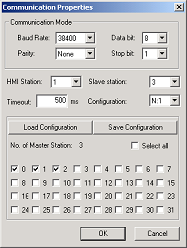 Communication Properties
Communication Mode
Baud Rate: 38400 Data bit: 8
Parity: None Stop bit: 1
HMI Station: 1 Slave station: 3
Timeout: 500 ms Configuration: N:1
Load Configuration Save Configuration
No. of Master Station: 3 Select all
0 1 2 3 4 5 6 7
8 9 10 11 12 13 14 15
16 17 18 19 20 21 22 23
24 25 26 27 28 29 30 31
OK Cancel